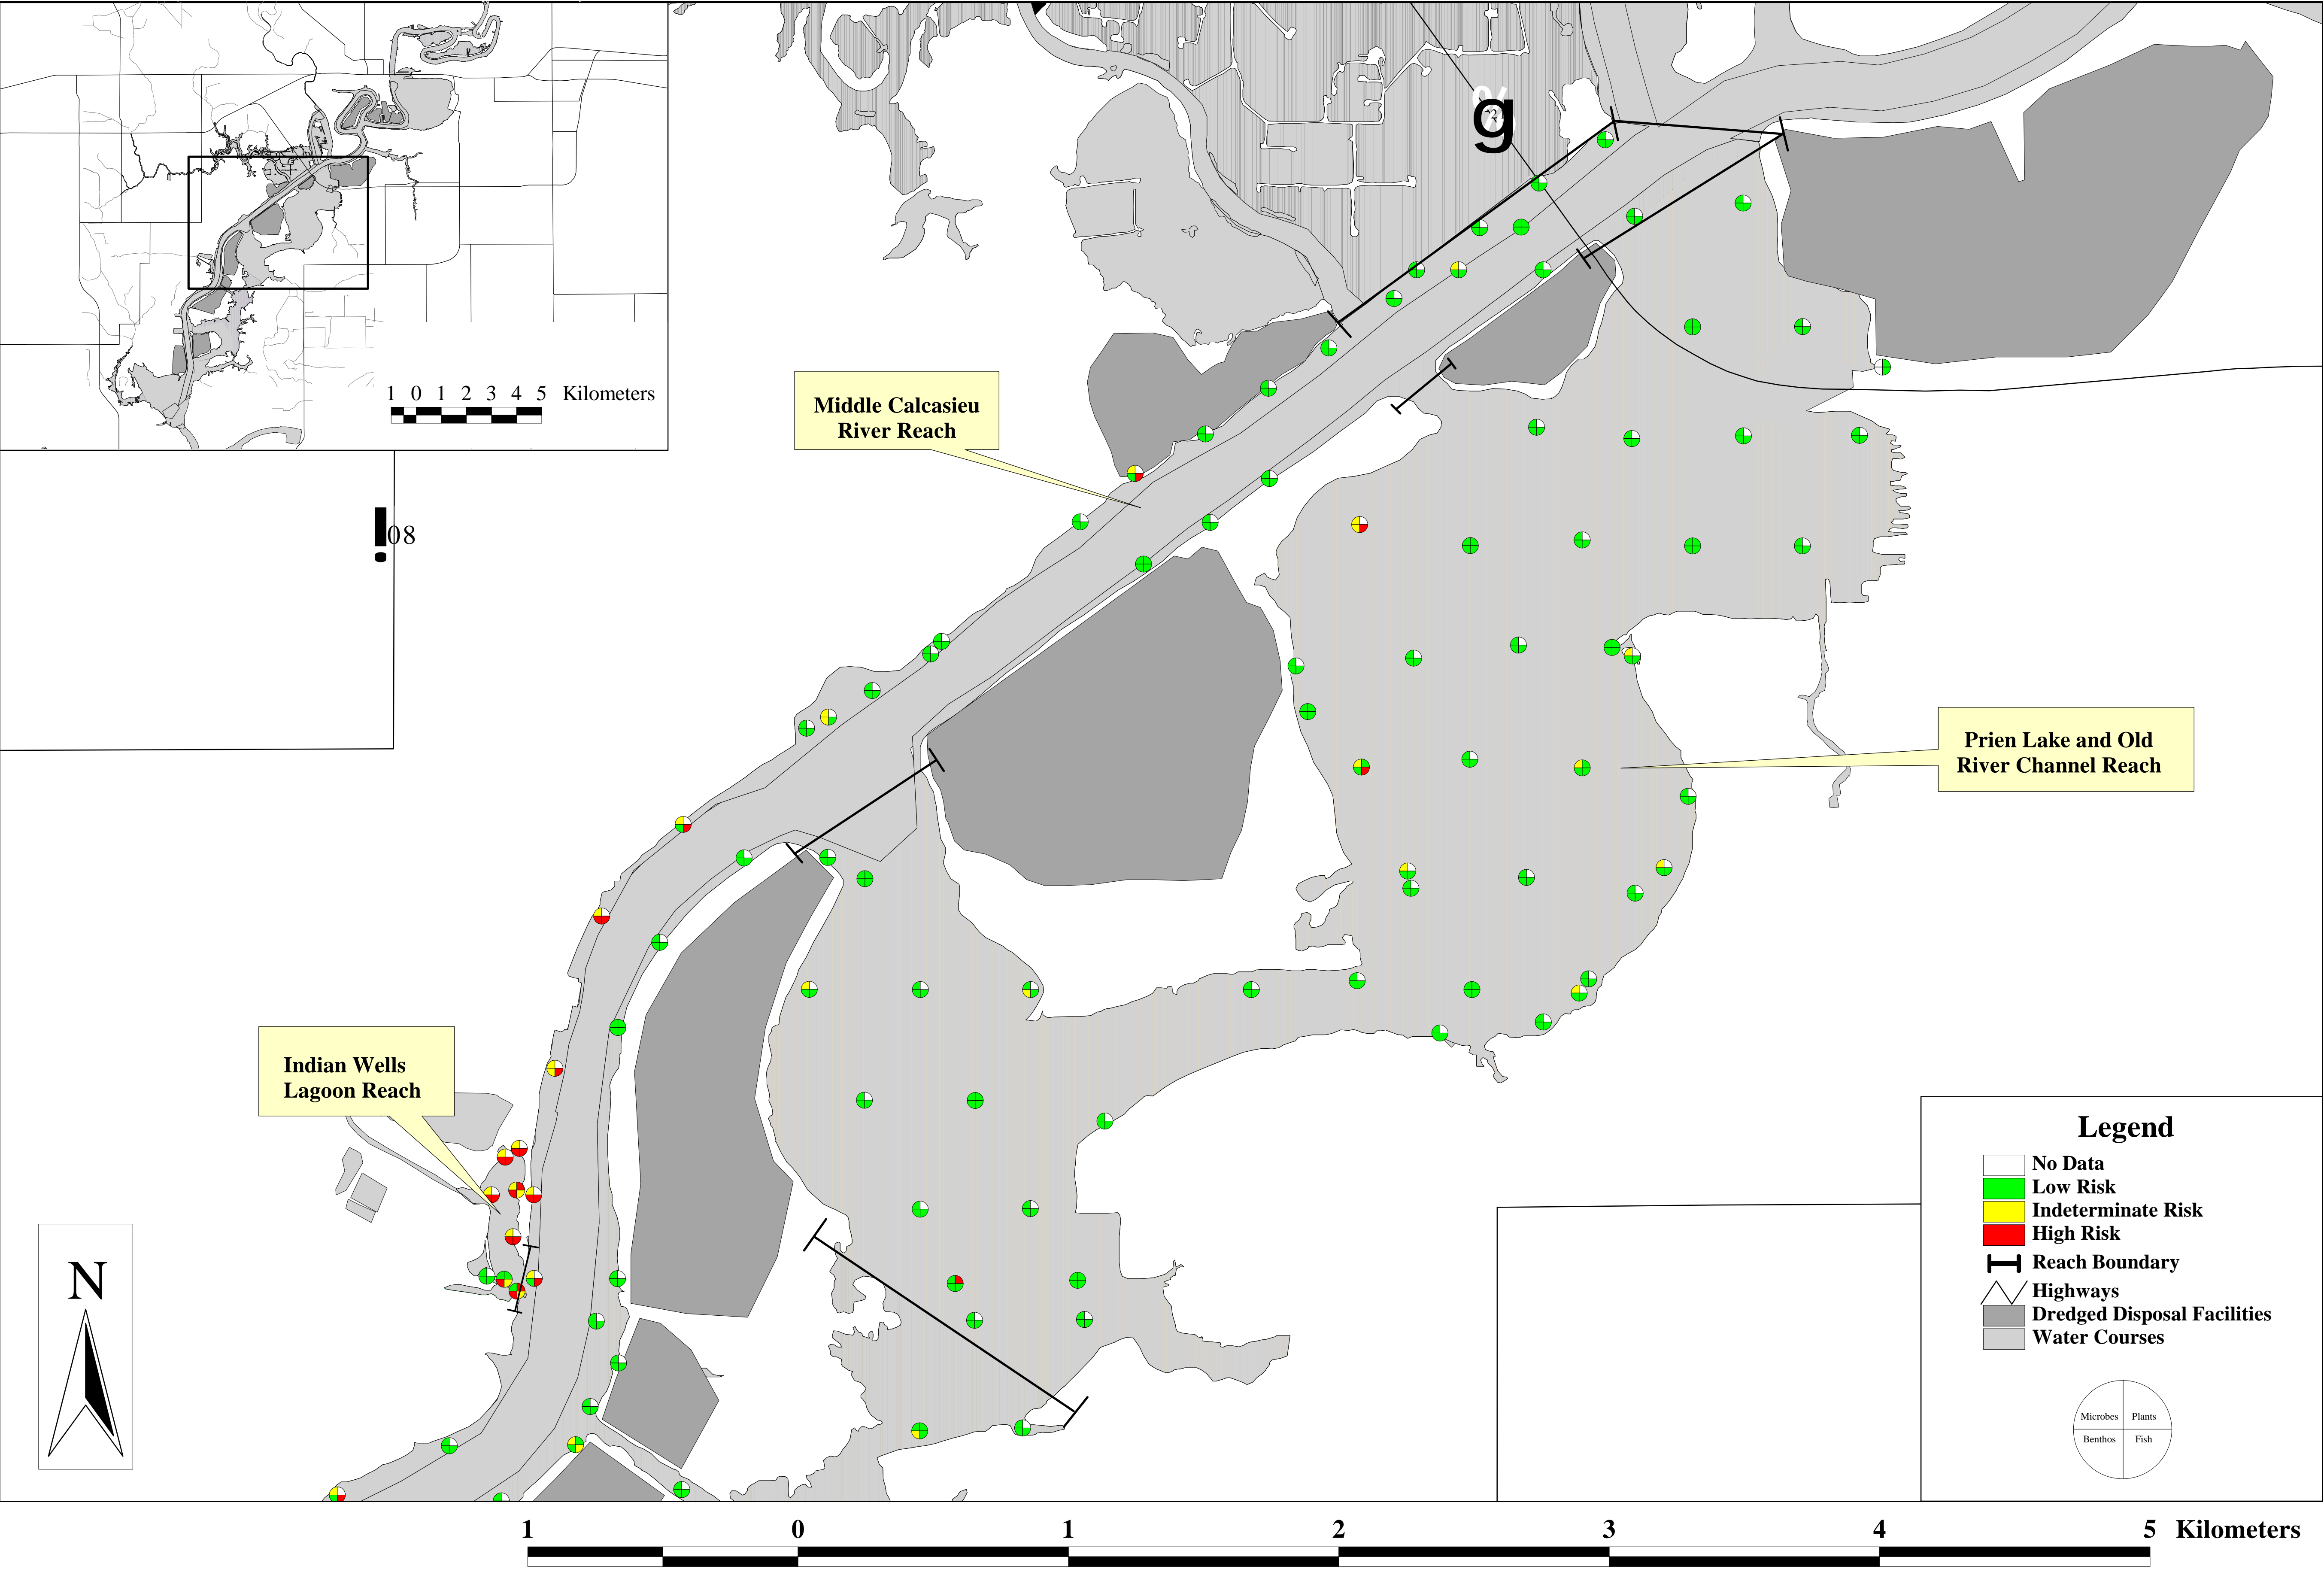 1 0 1 2 3 4 5 Kilometers
g
Middle Calcasieu
River Reach
08
Prien Lake and Old
River Channel Reach
Indian Wells
Lagoon Reach
N
Legend
No Data
Low Risk
Indeterminate Risk
High Risk
Reach Boundary
Highways
Dredged Disposal Facilities
Water Courses
Microbes Plants
Benthos Fish
1 0 1 2 3 4 5 Kilometers